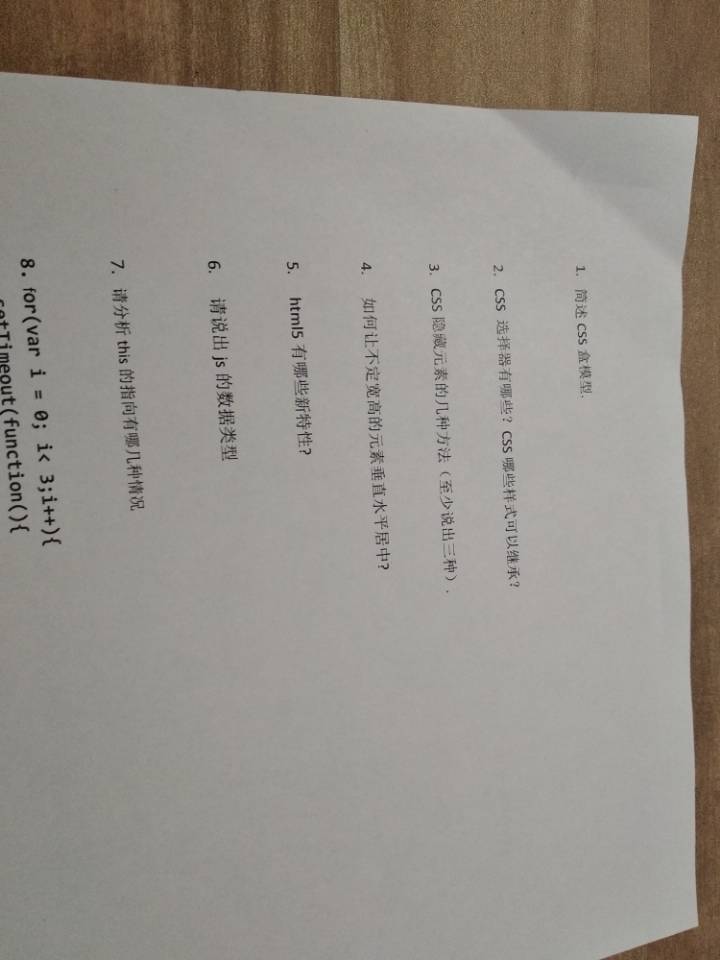 1. 简述 css 盒模型.
2. CSS 选择器有哪些？CSS 哪些样式可以继承？
3. CSS 隐藏元素的几种方法（至少说出三种）.
4. 如何让不定宽高的元素垂直水平居中?
5. html5 有哪些新特性?
6. 请说出 js 的数据类型
7. 请分析 this 的指向有哪几种情况
8. for(var i = 0; i< 3;i++){
setTimeout(function(){